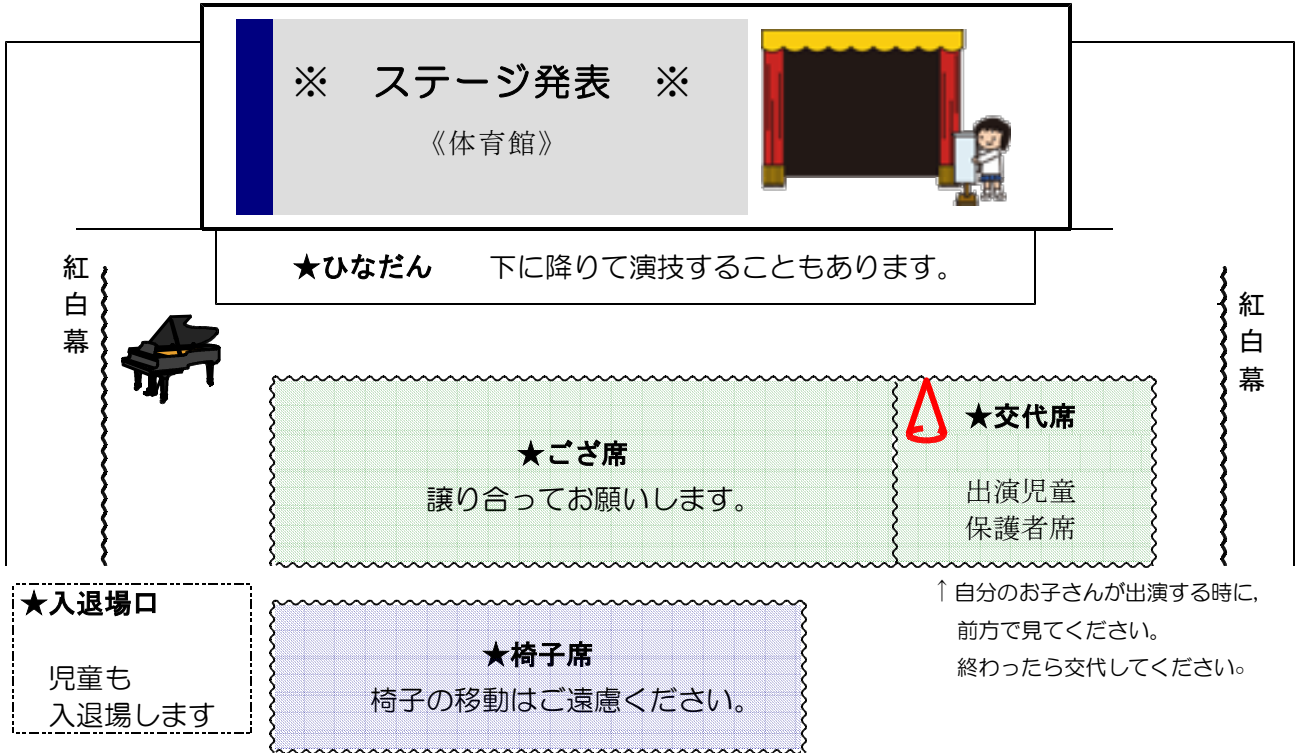 ※　ステージ発表　※
《体育館》
★ひなだん　　下に降りて演技することもあります。
紅白幕
紅白幕
★ござ席
譲り合ってお願いします。
★交代席
出演児童
保護者席
↑自分のお子さんが出演する時に，
前方で見てください。
終わったら交代してください。
★入退場口
児童も
入退場します
★椅子席
椅子の移動はご遠慮ください。